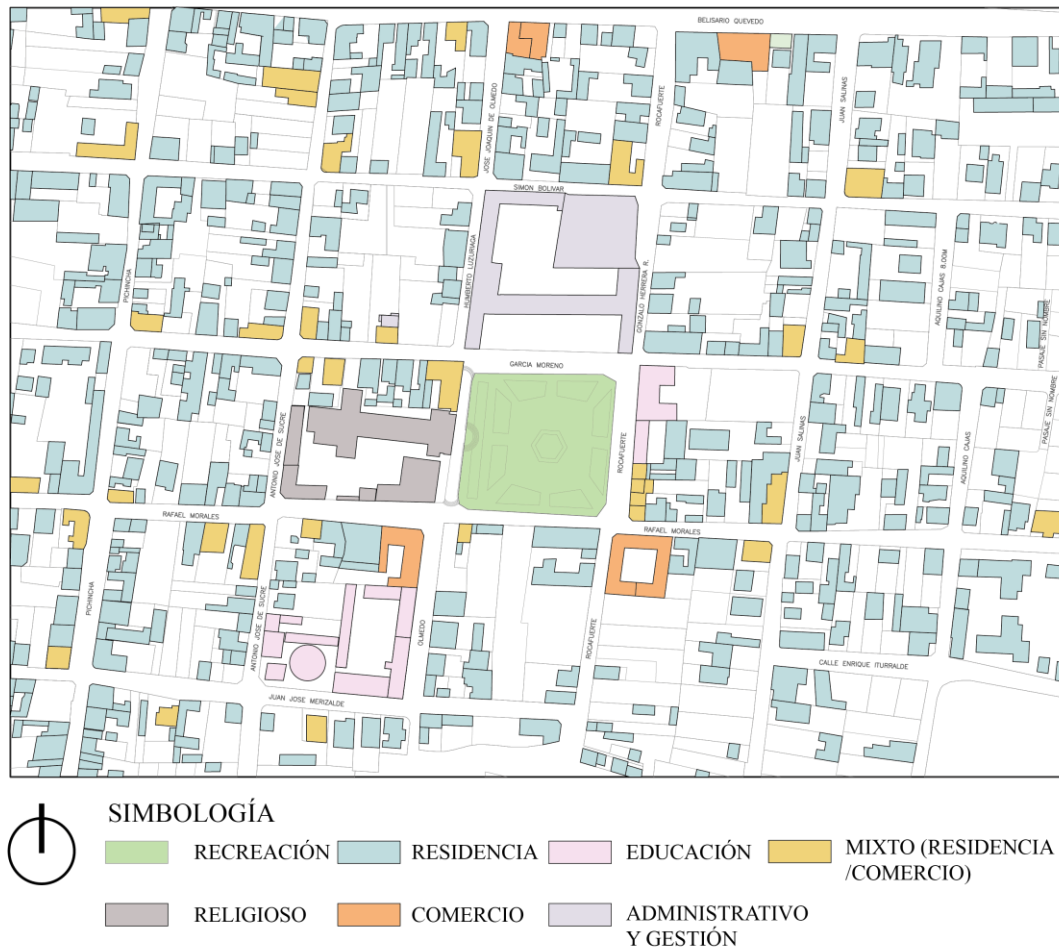 BELISARIO QUEVEDO
JOSE JOAQUIN DE OLMEDO
ROCAFUERTE
JUAN SALINAS
SIMON BOLIVAR
PICHINCHA
HUMBERTO LUZURIAGA
GONZALO HERRERA R.
AQUILINO CAJAS 8.00M
PASAJE SIN NOMBRE
GARCIA MORENO
ANTONIO JOSE DE SUCRE
ROCAFUERTE
JUAN SALINAS
AQUILINO CAJAS
PASAJE SIN NOMBRE
RAFAEL MORALES
RAFAEL MORALES
PICHINCHA
ANTONIO JOSE DE SUCRE
OLMEDO
ROCAFUERTE
CALLE ENRIQUE ITURRALDE
JUAN JOSE MERIZALDE
SIMBOLOGÍA
RECREACIÓN
RESIDENCIA
EDUCACIÓN
MIXTO (RESIDENCIA
/COMERCIO)
RELIGIOSO
COMERCIO
ADMINISTRATIVO
Y GESTIÓN